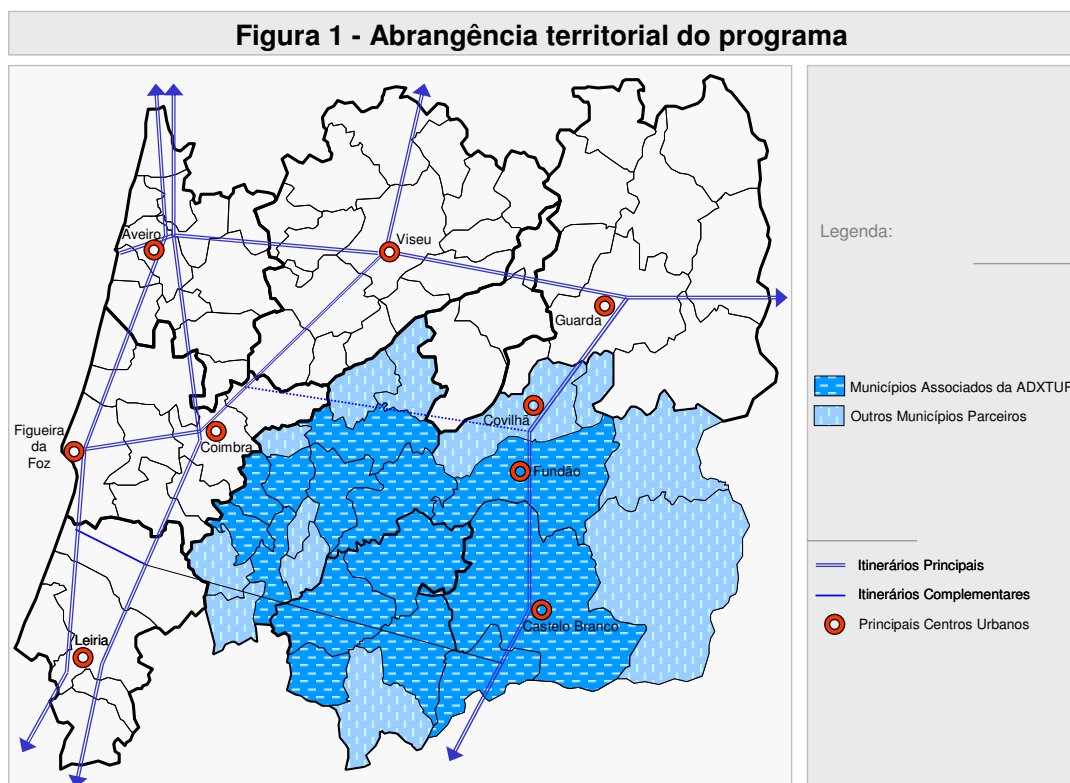 Figura 1 - Abrangência territorial do programa
Aveiro
Viseu
Guarda
Covilhã
Figueira
da
Foz
Coimbra
Fundão
Castelo Branco
Leiria
Legenda:
Municípios Associados da ADXTUR
Outros Municípios Parceiros
Itinerários Principais
Itinerários Complementares
Principais Centros Urbanos